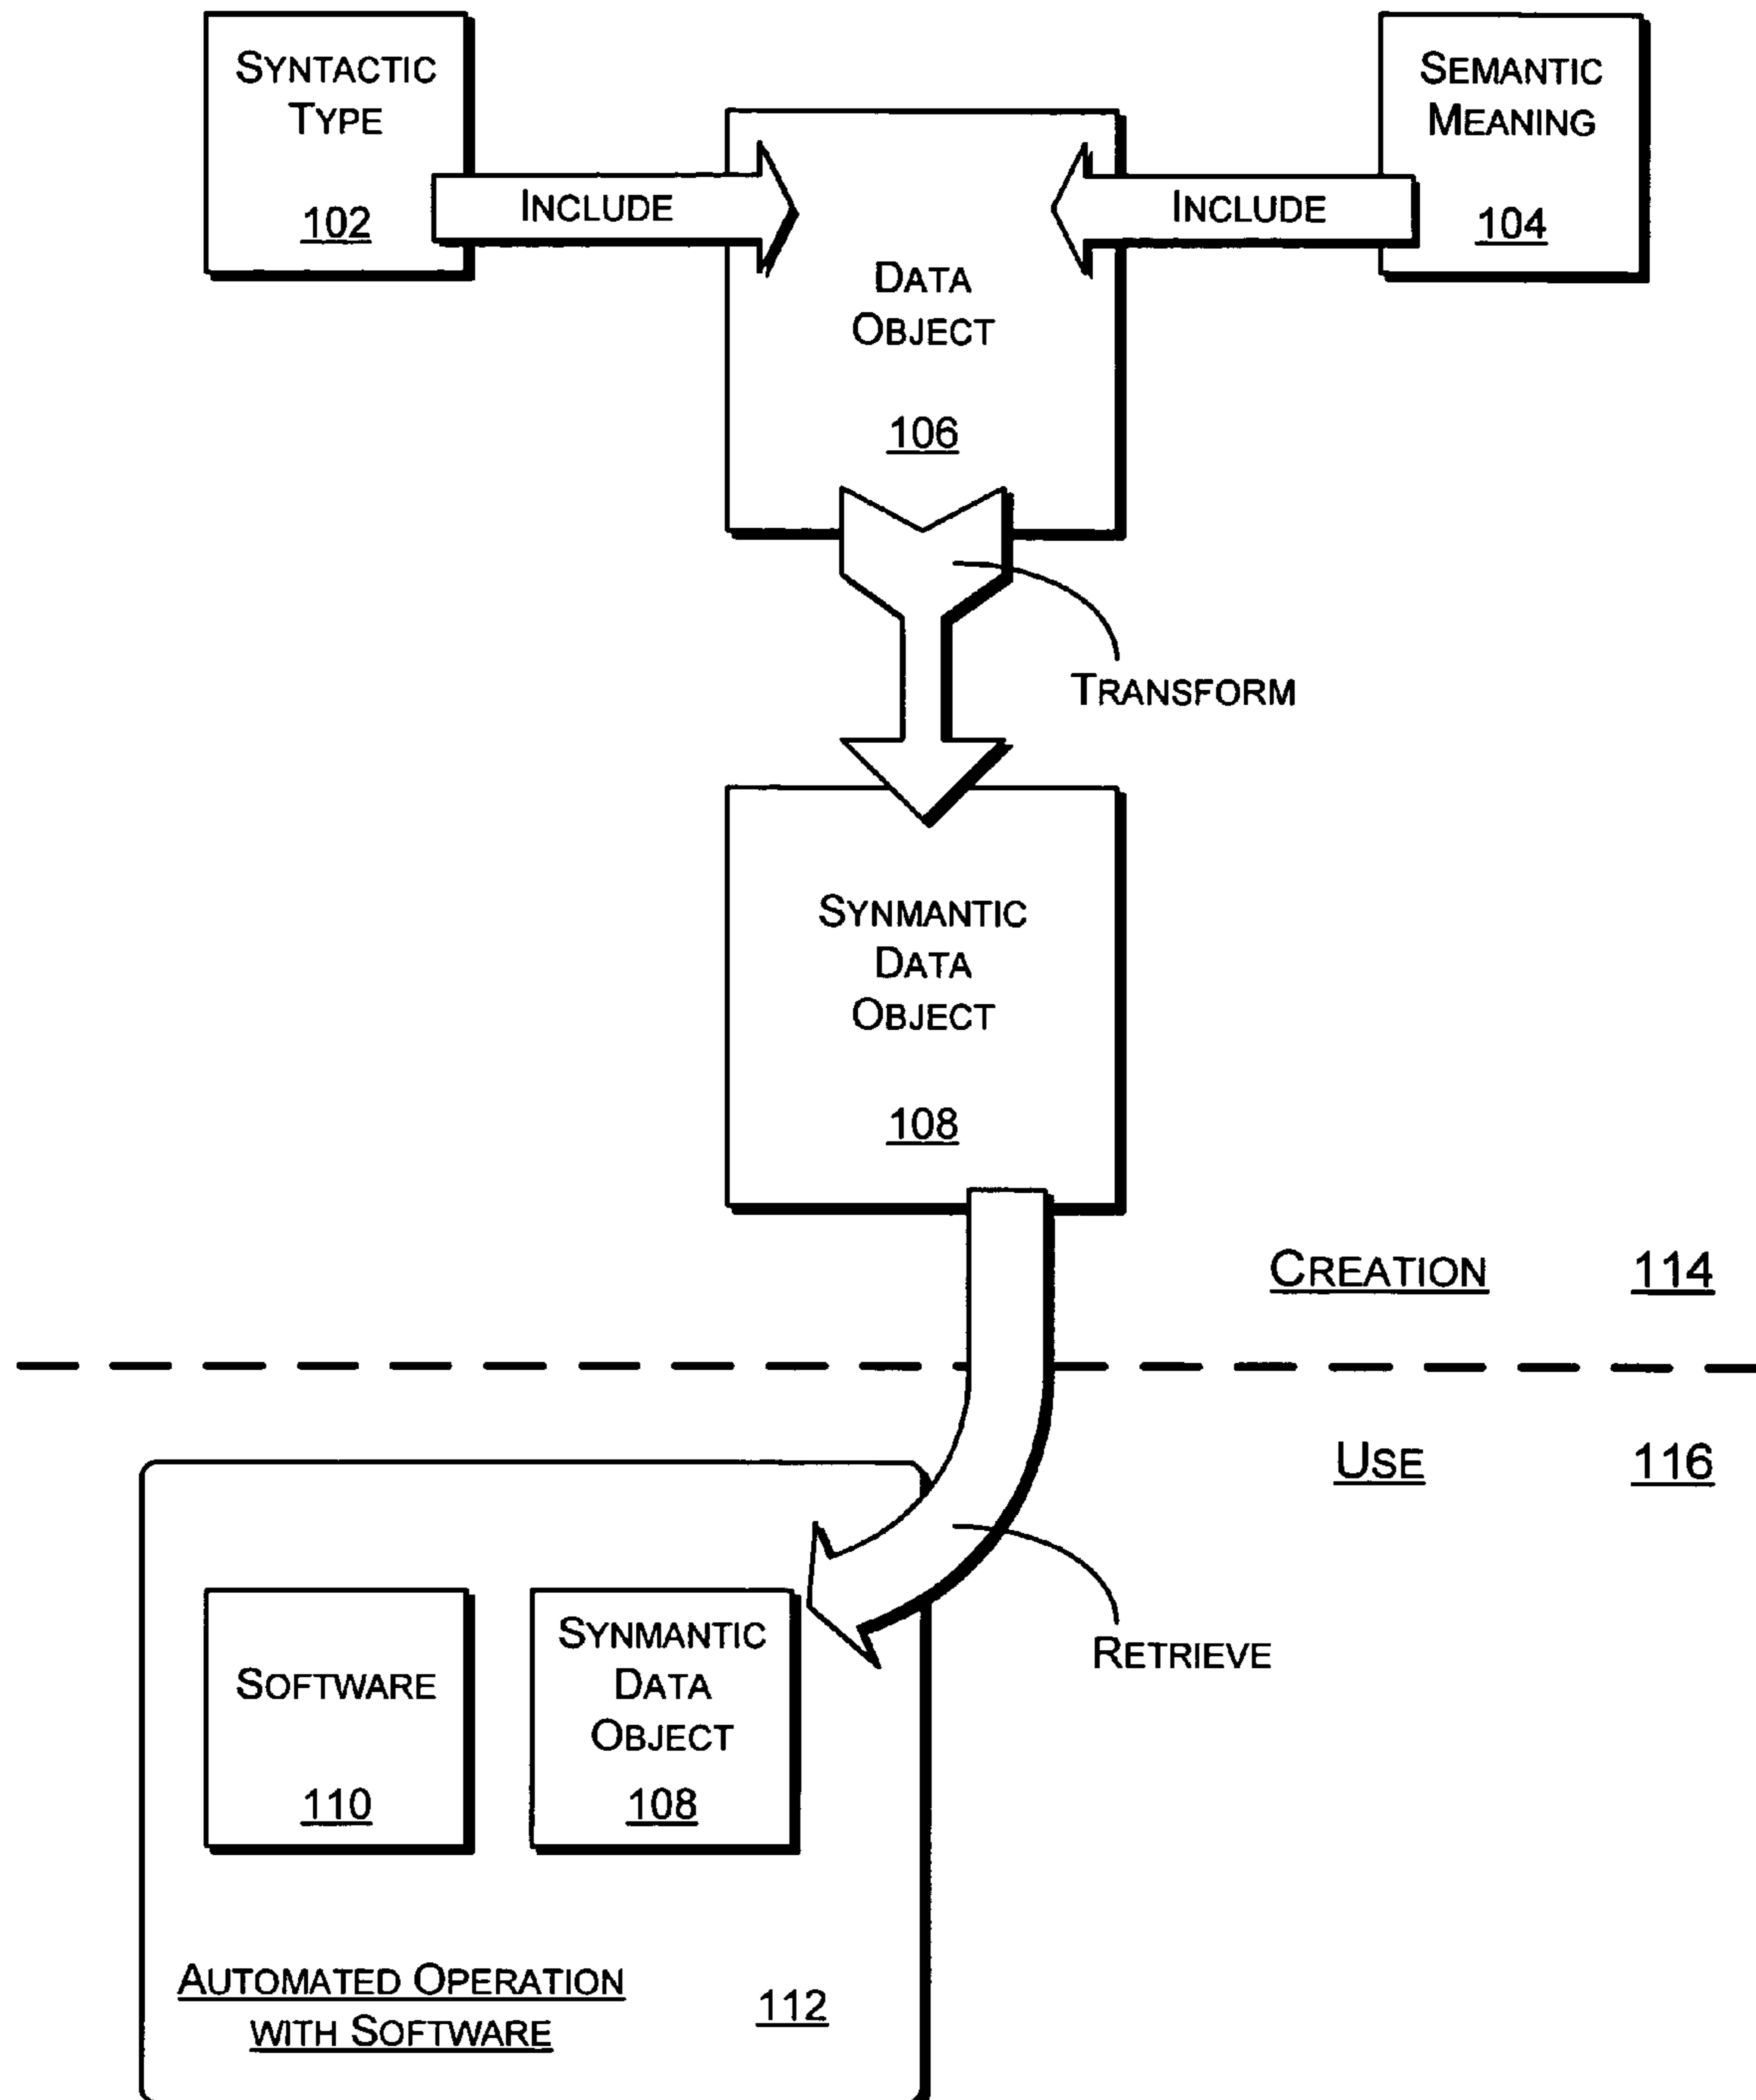 SYNTACTIC
TYPE
102
INCLUDE
SEMANTIC
MEANING
104
INCLUDE
DATA
OBJECT
106
TRANSFORM
SYNMANTIC
DATA
OBJECT
108
CREATION 114
USE 116
RETRIEVE
SOFTWARE
110
SYNMANTIC
DATA
OBJECT
108
AUTOMATED OPERATION
WITH SOFTWARE
112